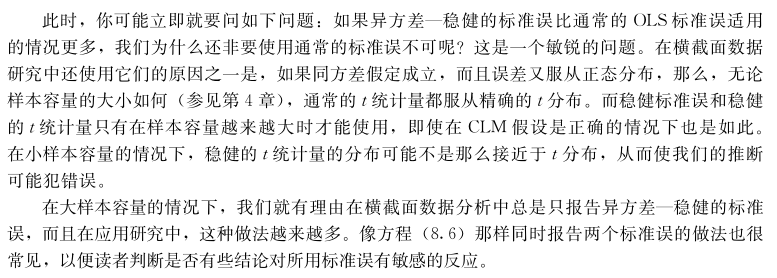 此时，你可能立即就要问如下问题：如果异方差—稳健的标准误比通常的 OLS 标准误适用
的情况更多，我们为什么还非要使用通常的标准误不可呢？这是一个敏锐的问题。在横截面数据
研究中还使用它们的原因之一是，如果同方差假定成立，而且误差又服从正态分布，那么，无论
样本容量的大小如何（参见第 4 章），通常的 t 统计量都服从精确的 t 分布。而稳健标准误和稳健
的 t 统计量只有在样本容量越来越大时才能使用，即使在 CLM 假设是正确的情况下也是如此。
在小样本容量的情况下，稳健的 t 统计量的分布可能不是那么接近于 t 分布，从而使我们的推断
可能犯错误。
在大样本容量的情况下，我们就有理由在横截面数据分析中总是只报告异方差—稳健的标准
误，而且在应用研究中，这种做法越来越多。像方程（8.6）那样同时报告两个标准误的做法也很
常见，以便读者判断是否有些结论对所用标准误有敏感的反应。